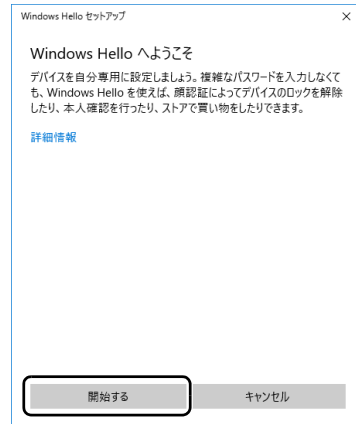 Windows Hello セットアップ
Windows Hello へようこそ
デバイスを自分専用に設定しましょう。複雑なパスワードを入力しなくて
も、Windows Hello を使えば、顔認証によってデバイスのロックを解除
したり、本人確認を行ったり、ストアで買い物をしたりできます。
詳細情報
開始する
キャンセル